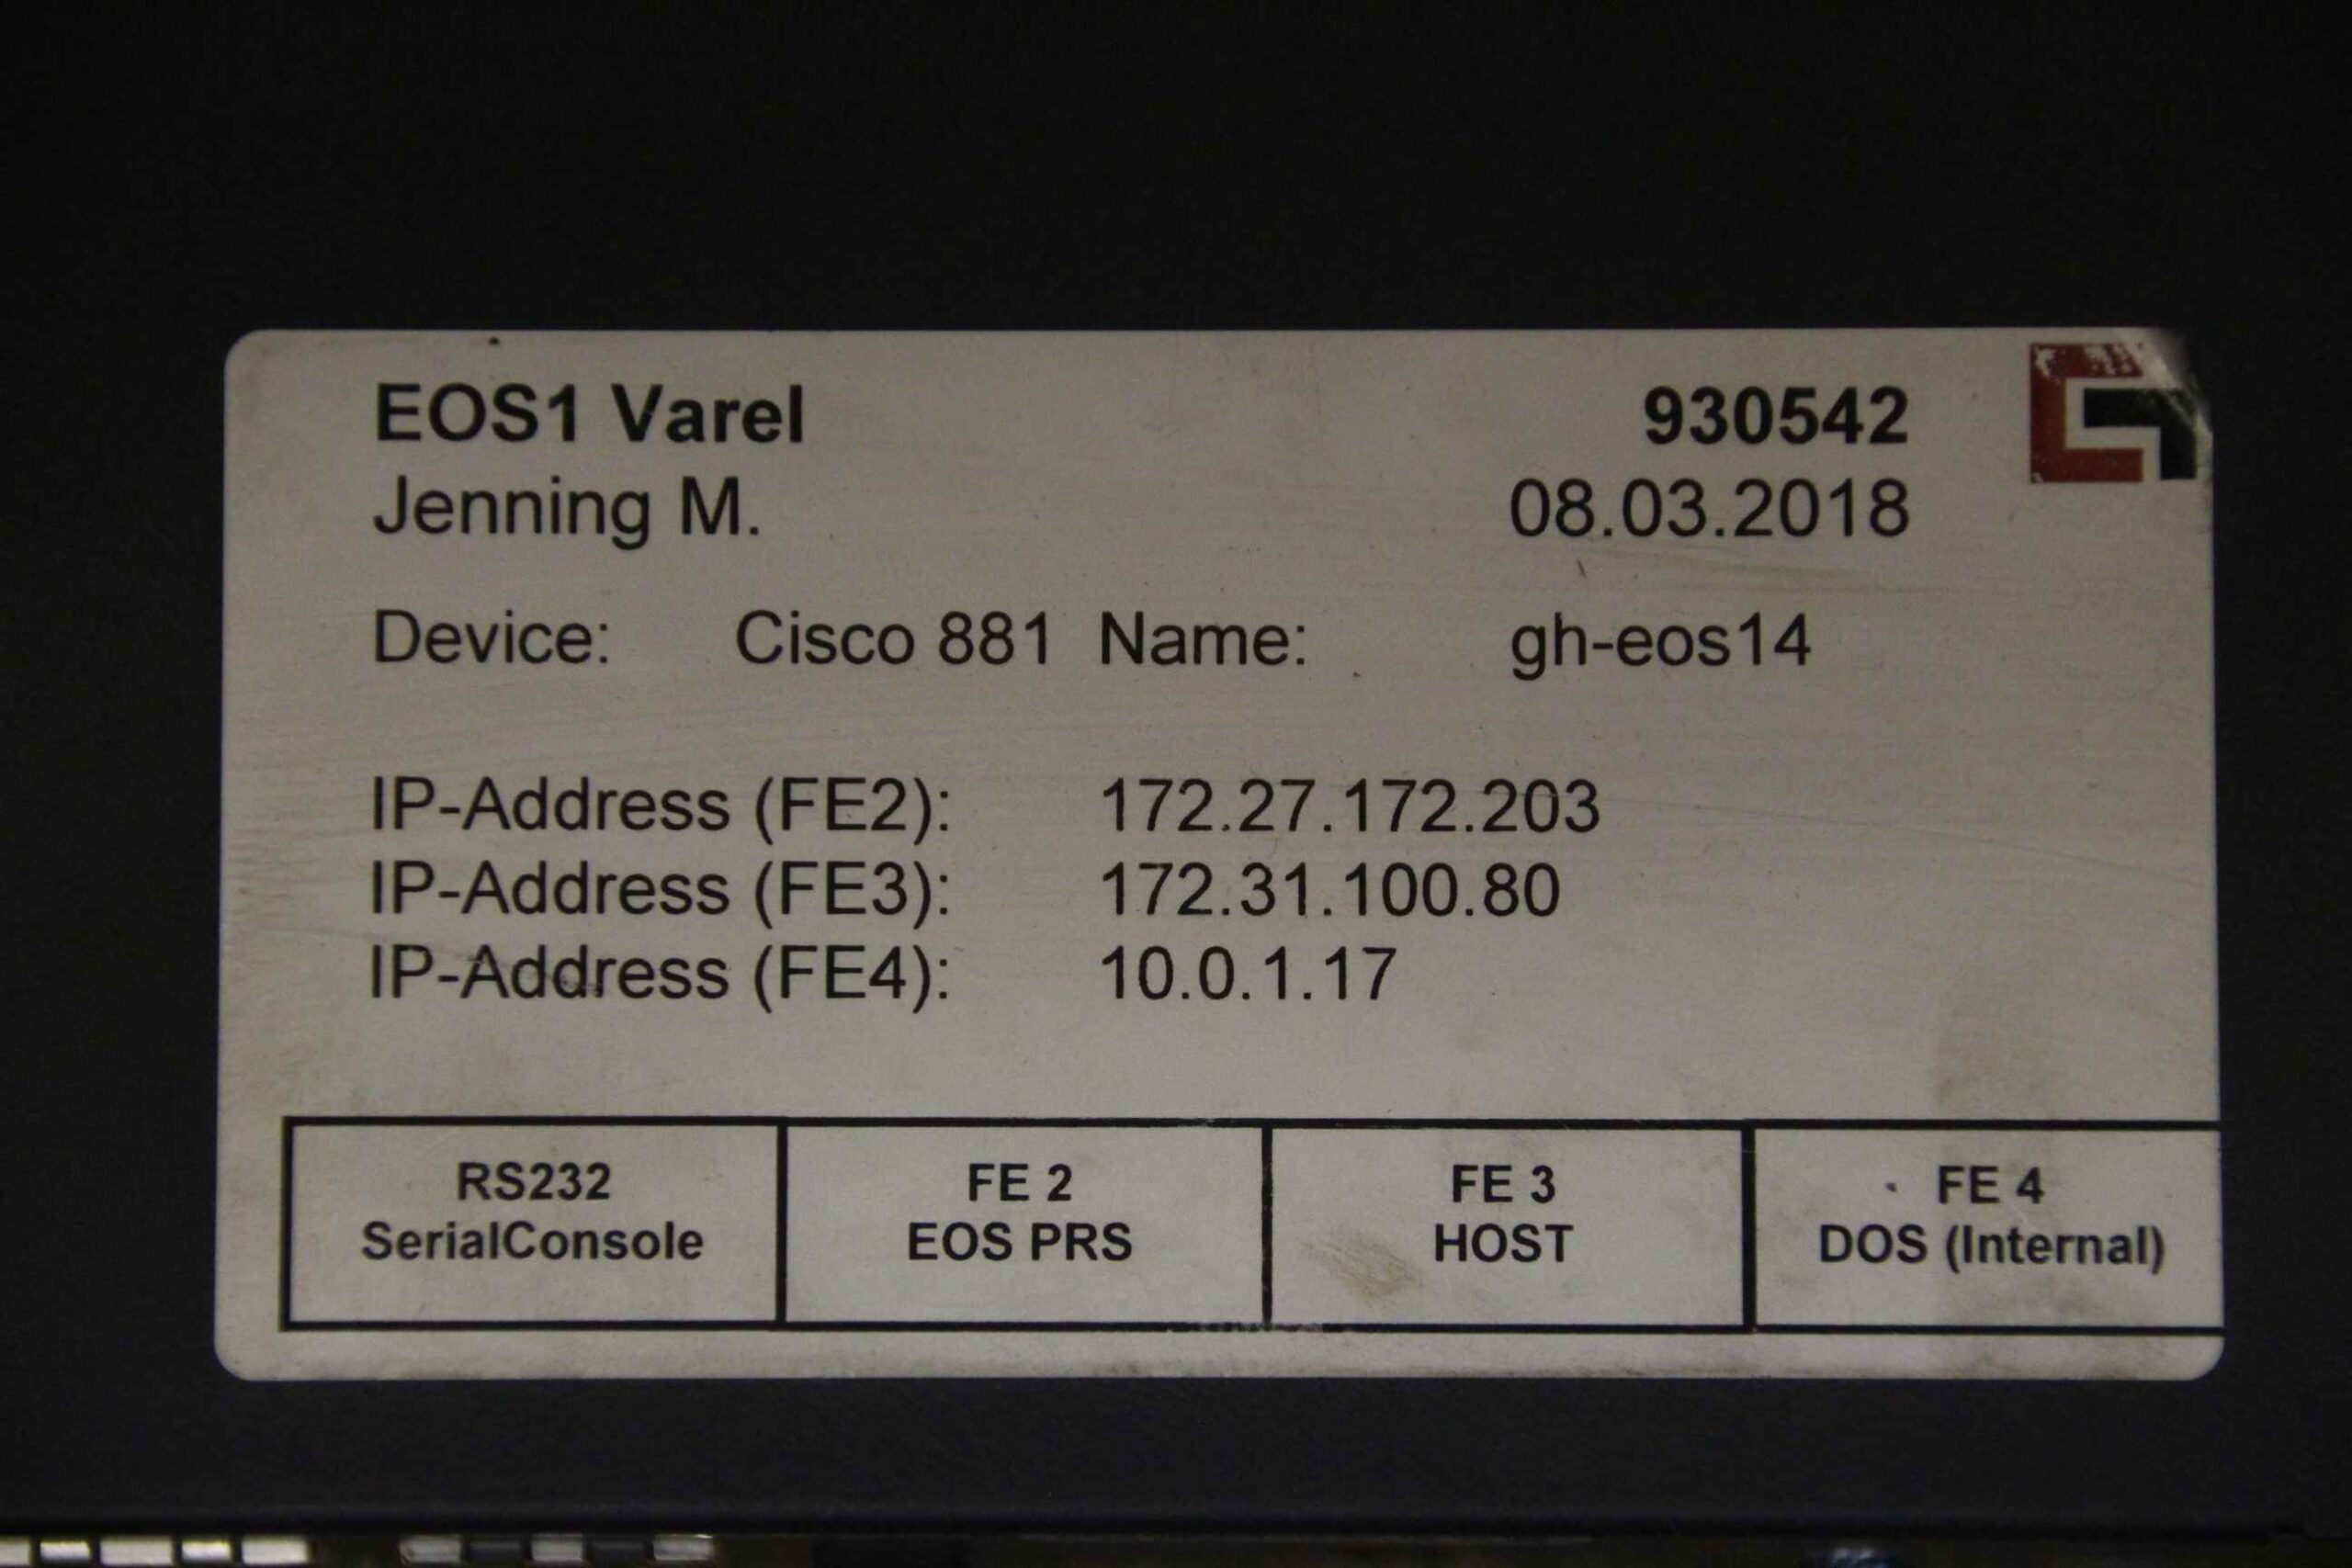 EOS1 Varel 930542
Jenning M. 08.03.2018
Device: Cisco 881 Name: gh-eos14
IP-Address (FE2): 172.27.172.203
IP-Address (FE3): 172.31.100.80
IP-Address (FE4): 10.0.1.17
RS232 FE 2 FE 3 FE 4
SerialConsole EOS PRS HOST DOS (Internal)